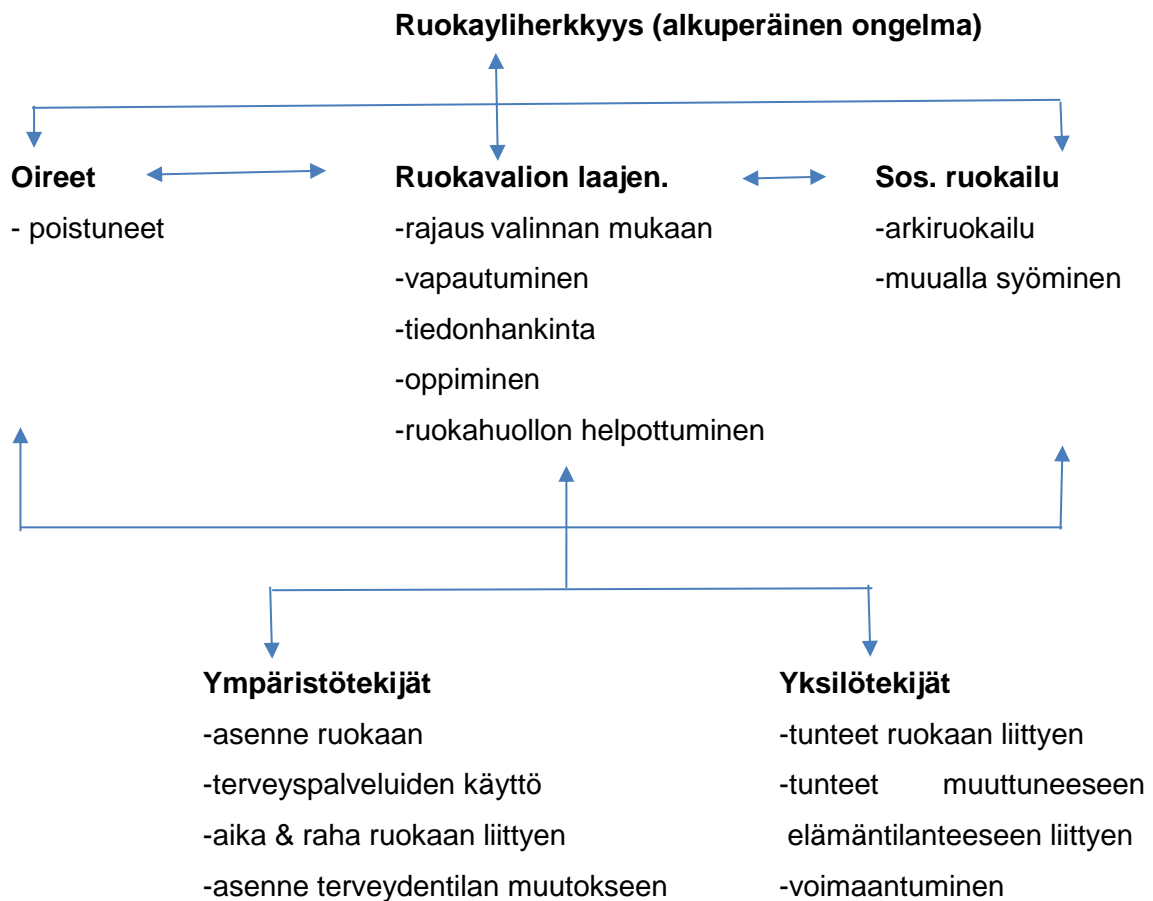 Ruokayliherkkyys (alkuperäinen ongelma)
Oireet
- poistuneet
Ruokavalion laajen.
-rajaus valinnan mukaan
-vapautuminen
-tiedonhankinta
-oppiminen
-ruokahuollon helpottuminen
Sos. ruokailu
-arkiruokailu
-muualla syöminen
Ympäristötekijät
-asenne ruokaan
-terveyspalveluiden käyttö
-aika & raha ruokaan liittyen
-asenne terveydentilan muutokseen
Yksilötekijät
-tunteet ruokaan liittyen
-tunteet muuttuneeseen
elämäntilanteeseen liittyen
-voimaantuminen